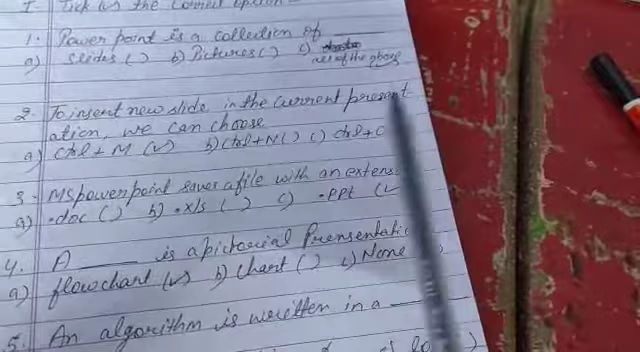 I. Tick (✓) the correct option
1. Power point is a collection of
a) slides ( ) b) Pictures ( ) c) all of the above
2. To insert new slide in the current present
ation, we can choose
a) Ctrl + M (✓) b) Ctrl + N ( ) c) ctrl + C
3. MS powerpoint saves a file with an extens
a) .doc ( ) b) .xls ( ) c) .PPt (✓
4. A ______ is a pictorial Prensentatic
a) flowchart (✓) b) Chart ( ) c) None )
5. An algorithm is written in a ______